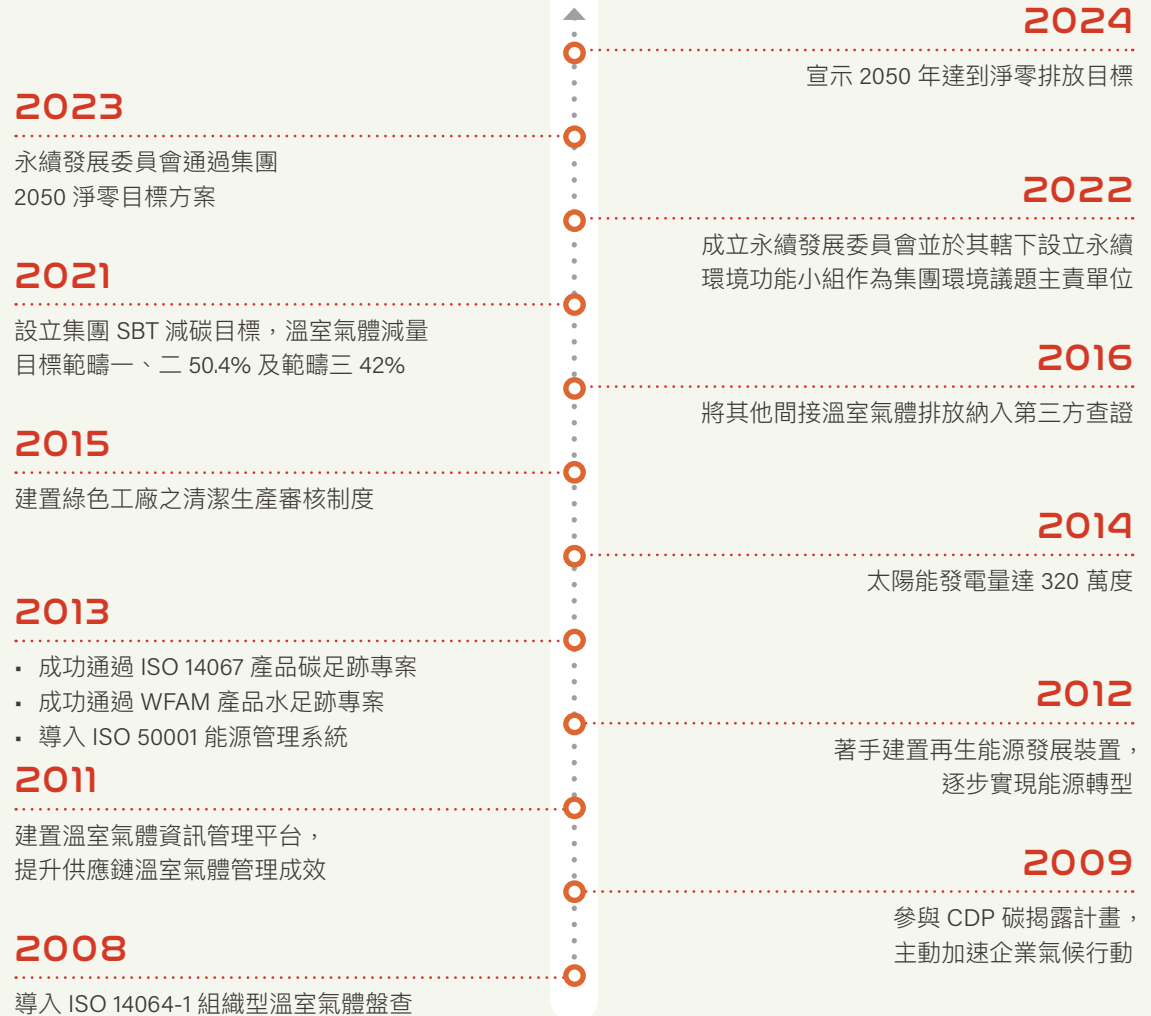 2024
宣示 2050 年達到淨零排放目標
2023
永續發展委員會通過集團
2050 淨零目標方案
2022
成立永續發展委員會並於其轄下設立永續
環境功能小組作為集團環境議題主責單位
2021
設立集團 SBT 減碳目標，溫室氣體減量
目標範疇一、二 50.4% 及範疇三 42%
2016
將其他間接溫室氣體排放納入第三方查證
2015
建置綠色工廠之清潔生產審核制度
2014
太陽能發電量達 320 萬度
2013
▪ 成功通過 ISO 14067 產品碳足跡專案
▪ 成功通過 WFAM 產品水足跡專案
▪ 導入 ISO 50001 能源管理系統
2012
著手建置再生能源發展裝置，
逐步實現能源轉型
2011
建置溫室氣體資訊管理平台，
提升供應鏈溫室氣體管理成效
2009
參與 CDP 碳揭露計畫，
主動加速企業氣候行動
2008
導入 ISO 14064-1 組織型溫室氣體盤查